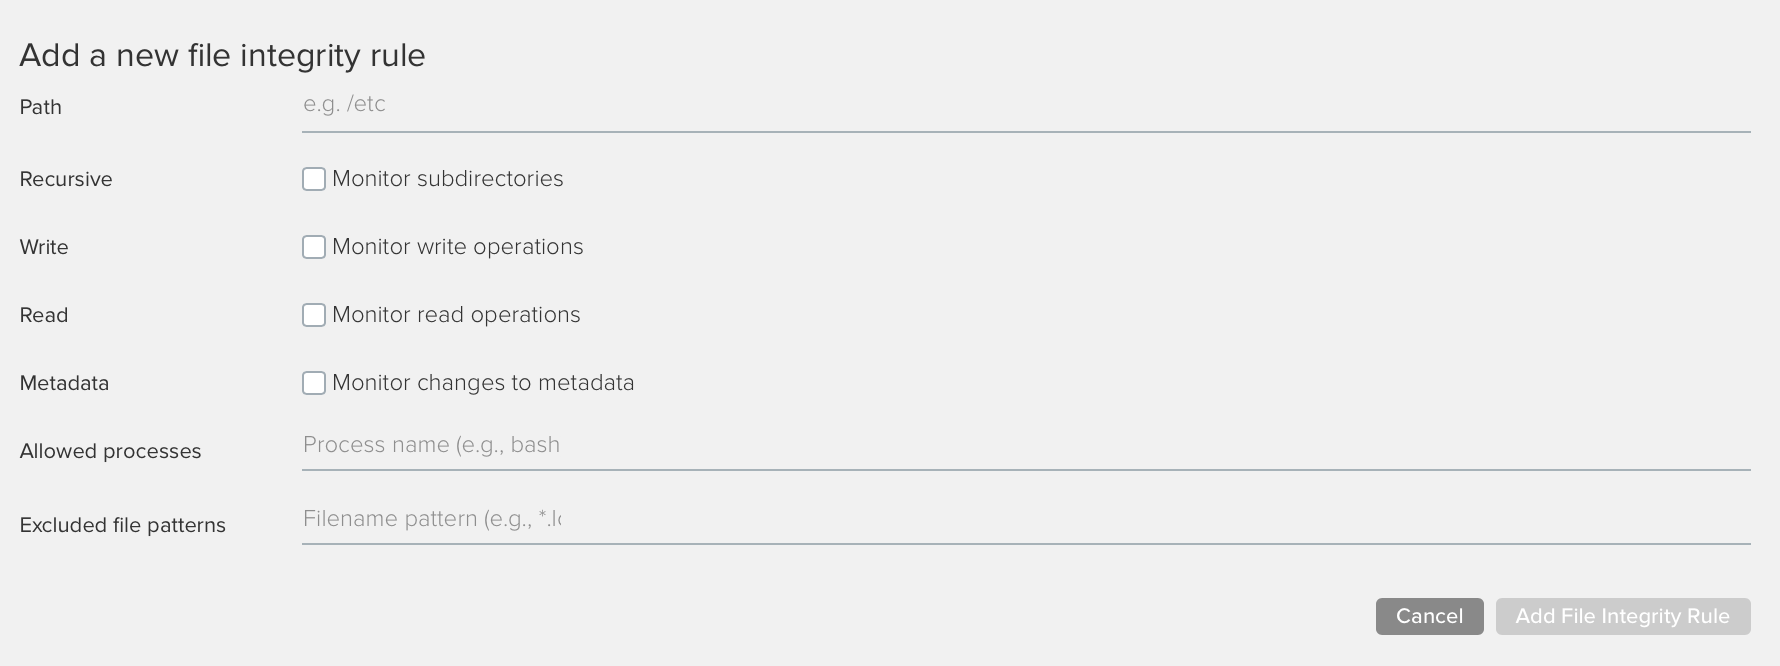 Add a new file integrity rule
Path e.g. /etc
Recursive Monitor subdirectories
Write Monitor write operations
Read Monitor read operations
Metadata Monitor changes to metadata
Allowed processes Process name (e.g., bash
Excluded file patterns Filename pattern (e.g., *.l
Cancel Add File Integrity Rule